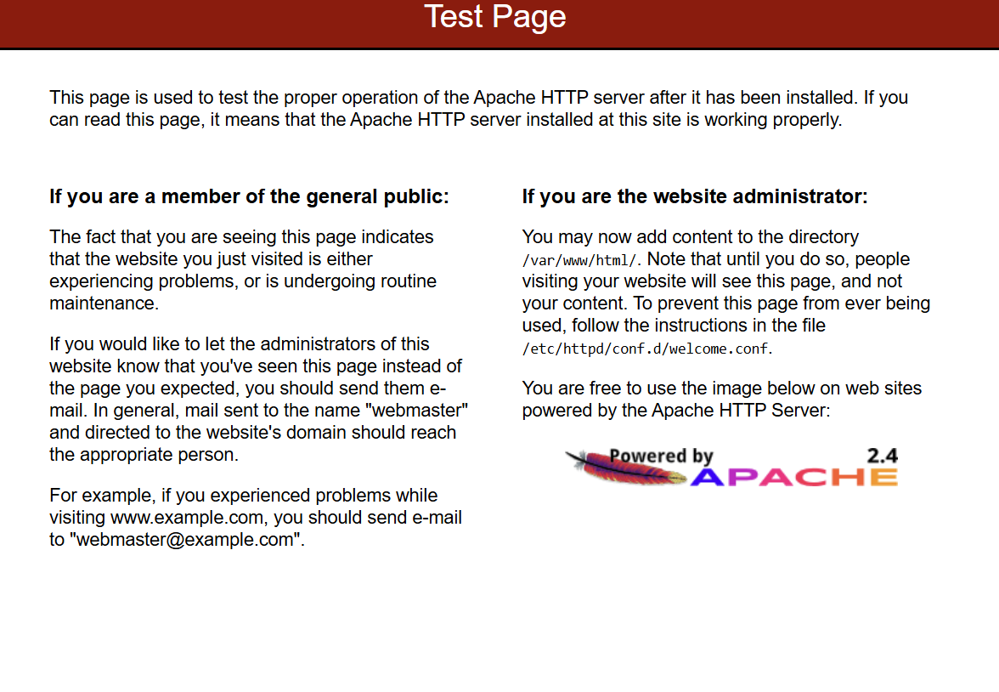 Test Page
This page is used to test the proper operation of the Apache HTTP server after it has been installed. If you
can read this page, it means that the Apache HTTP server installed at this site is working properly.
If you are a member of the general public:
The fact that you are seeing this page indicates
that the website you just visited is either
experiencing problems, or is undergoing routine
maintenance.
If you would like to let the administrators of this
website know that you've seen this page instead of
the page you expected, you should send them e-
mail. In general, mail sent to the name "webmaster"
and directed to the website's domain should reach
the appropriate person.
For example, if you experienced problems while
visiting www.example.com, you should send e-mail
to "webmaster@example.com".
If you are the website administrator:
You may now add content to the directory
/var/www/html/. Note that until you do so, people
visiting your website will see this page, and not
your content. To prevent this page from ever being
used, follow the instructions in the file
/etc/httpd/conf.d/welcome.conf.
You are free to use the image below on web sites
powered by the Apache HTTP Server:
Powered by 2.4
APACHE